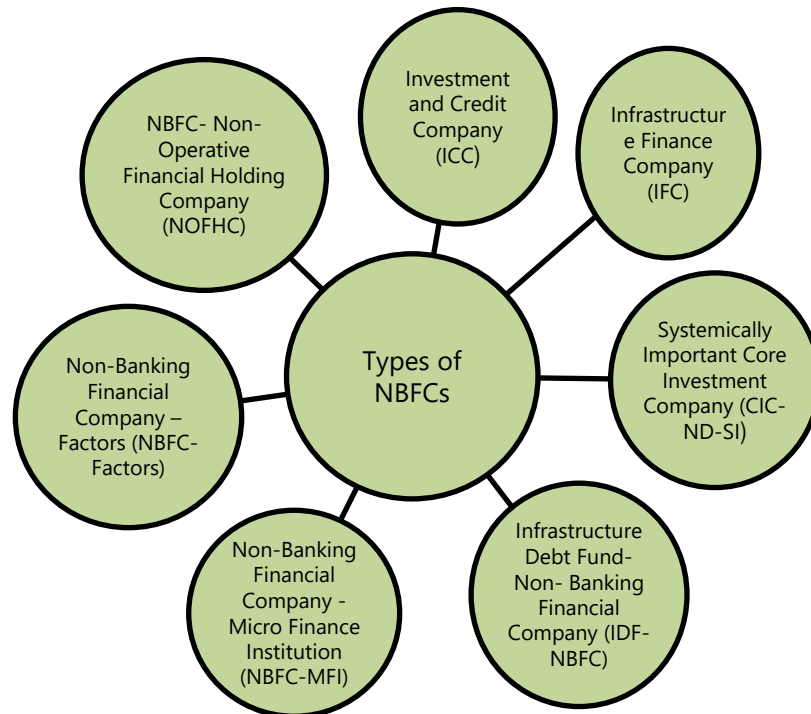 Types of
NBFCs
Investment
and Credit
Company
(ICC)
Infrastructur
e Finance
Company
(IFC)
Systemically
Important Core
Investment
Company (CIC-
ND-SI)
Infrastructure
Debt Fund-
Non- Banking
Financial
Company (IDF-
NBFC)
Non-Banking
Financial
Company -
Micro Finance
Institution
(NBFC-MFI)
Non-Banking
Financial
Company –
Factors (NBFC-
Factors)
NBFC- Non-
Operative
Financial Holding
Company
(NOFHC)